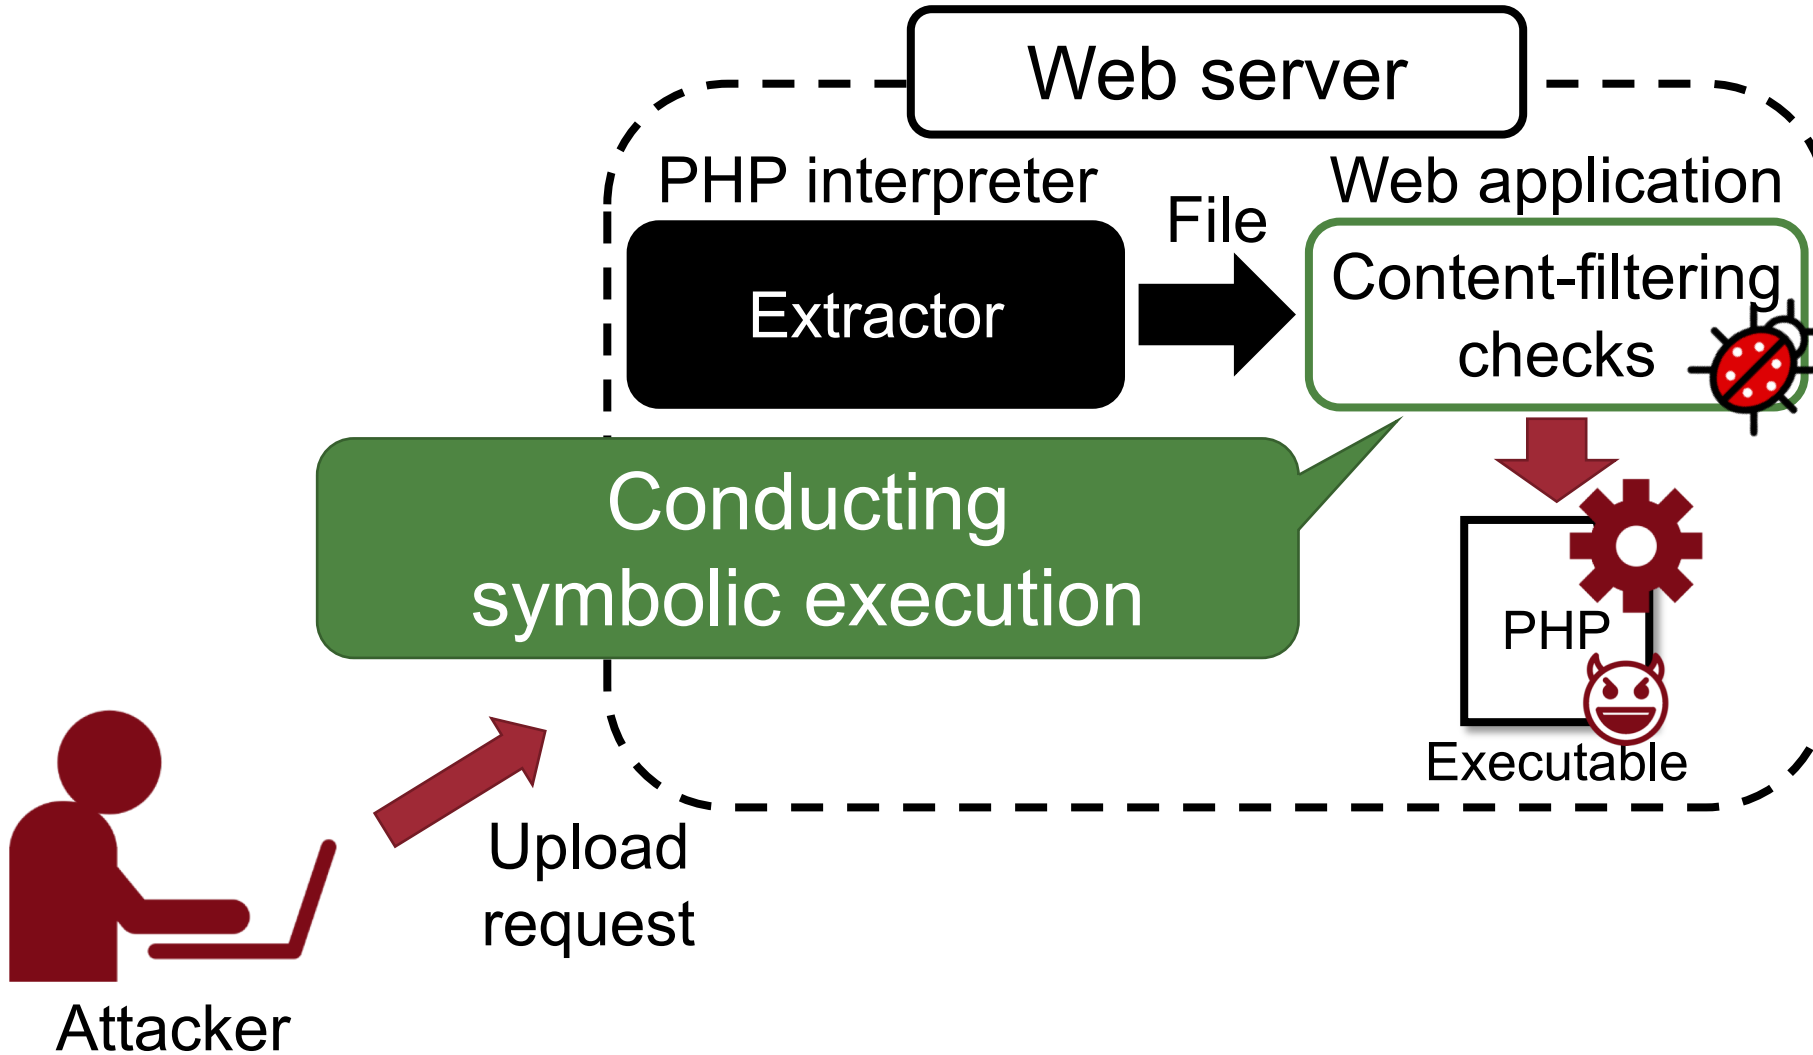 Web server
PHP interpreter
File
Web application
Extractor
Content-filtering
checks
Conducting
symbolic execution
PHP
Executable
Upload
request
Attacker